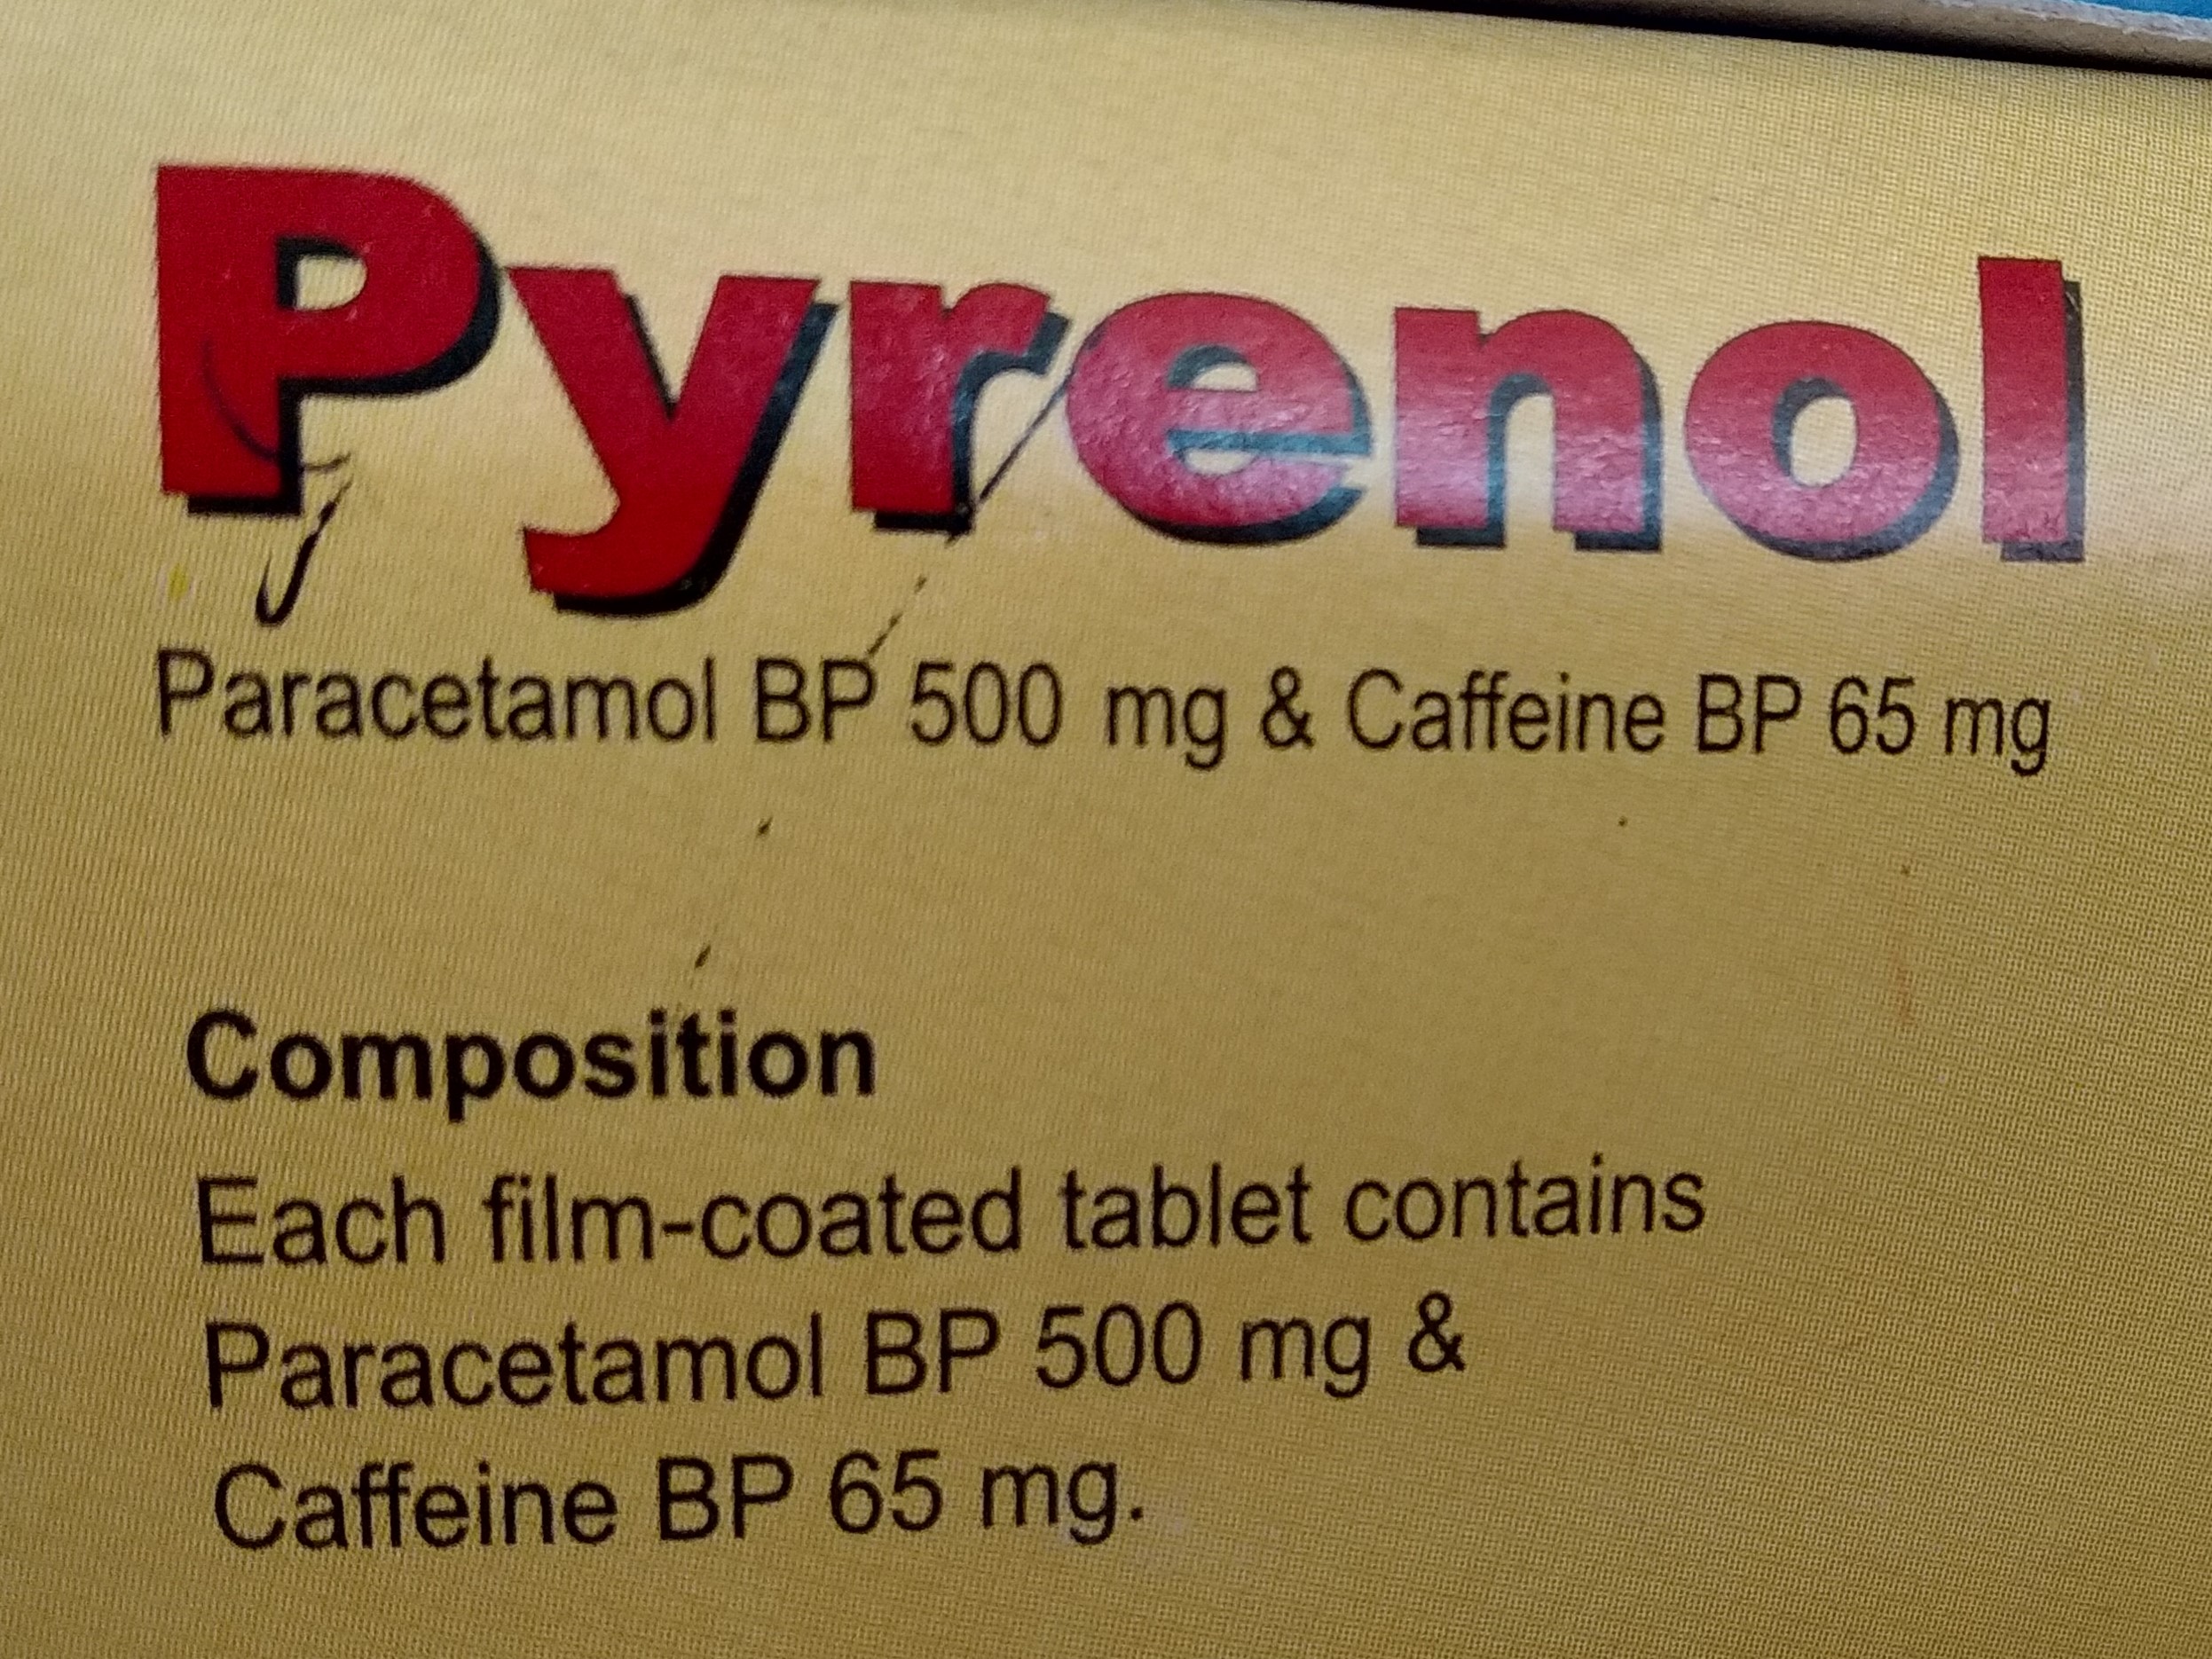 Pyrenol
Paracetamol BP 500 mg & Caffeine BP 65 mg
Composition
Each film-coated tablet contains
Paracetamol BP 500 mg &
Caffeine BP 65 mg.